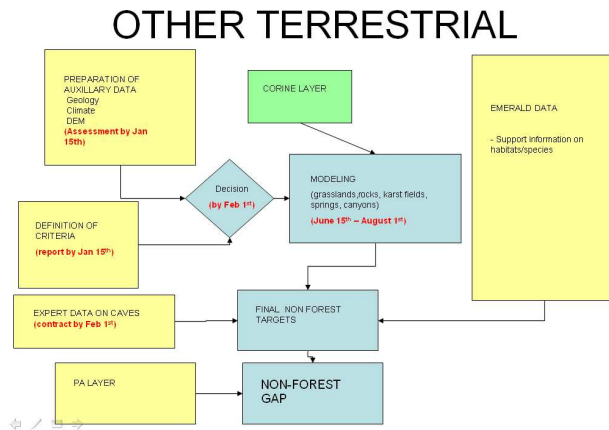 OTHER TERRESTRIAL
PREPARATION OF
AUXILLARY DATA
Geology
Climate
DEM
(Assessment by Jan
15th)
CORINE LAYER
EMERALD DATA
- Support information on
habitats/species
Decision
(by Feb 1st)
MODELING
(grasslands,rocks, karst fields,
springs, canyons)
(June 15th – August 1st)
DEFINITION OF
CRITERIA
(report by Jan 15th)
EXPERT DATA ON CAVES
(contract by Feb 1st)
FINAL NON FOREST
TARGETS
PA LAYER
NON-FOREST
GAP